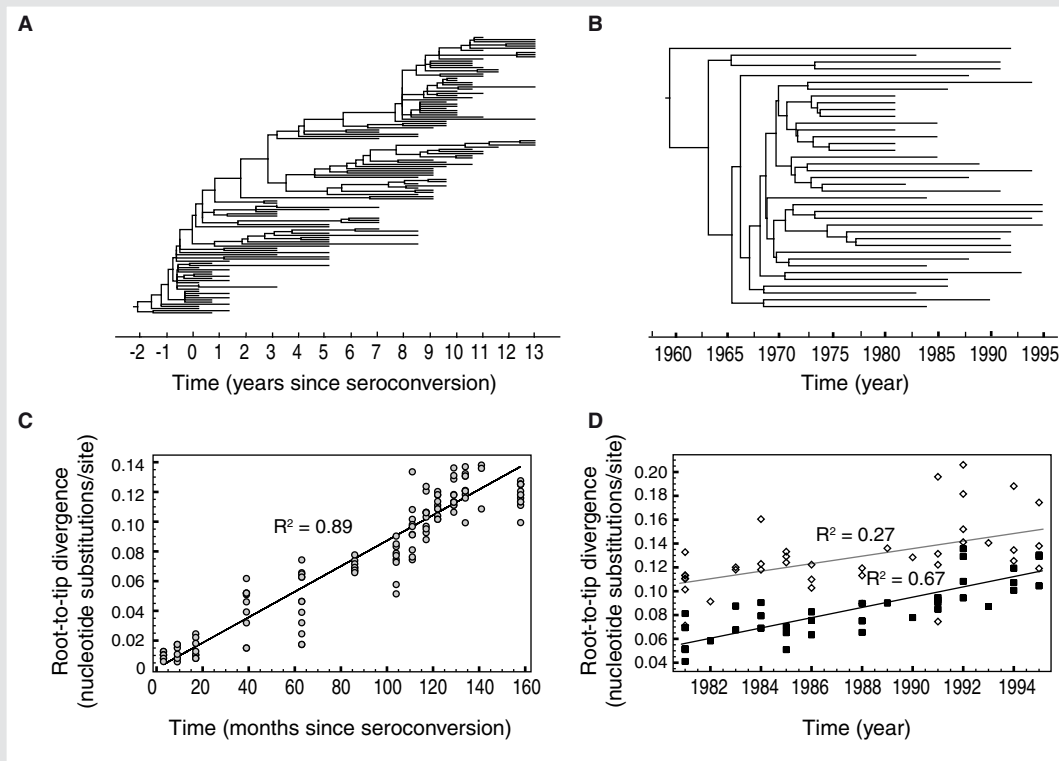 A
-2 -1 0 1 2 3 4 5 6 7 8 9 10 11 12 13
Time (years since seroconversion)
B
1960 1965 1970 1975 1980 1985 1990 1995
Time (year)
C
Root-to-tip divergence
(nucleotide substitutions/site)
0.14
0.12
0.10
0.08
0.06
0.04
0.02
0
R² = 0.89
0 20 40 60 80 100 120 140 160
Time (months since seroconversion)
D
Root-to-tip divergence
(nucleotide substitutions/site)
0.20
0.18
0.16
0.14
0.12
0.10
0.08
0.06
0.04
R² = 0.27
R² = 0.67
1982 1984 1986 1988 1990 1992 1994
Time (year)